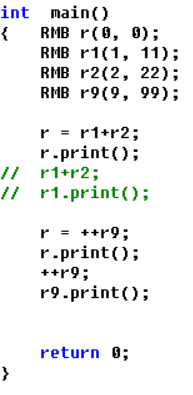 int  main()
{   RMB r(0, 0);
    RMB r1(1, 11);
    RMB r2(2, 22);
    RMB r9(9, 99);
    r = r1+r2;
    r.print();
//  r1+r2;
//  r1.print();
    r = ++r9;
    r.print();
    ++r9;
    r9.print();
    return 0;
}